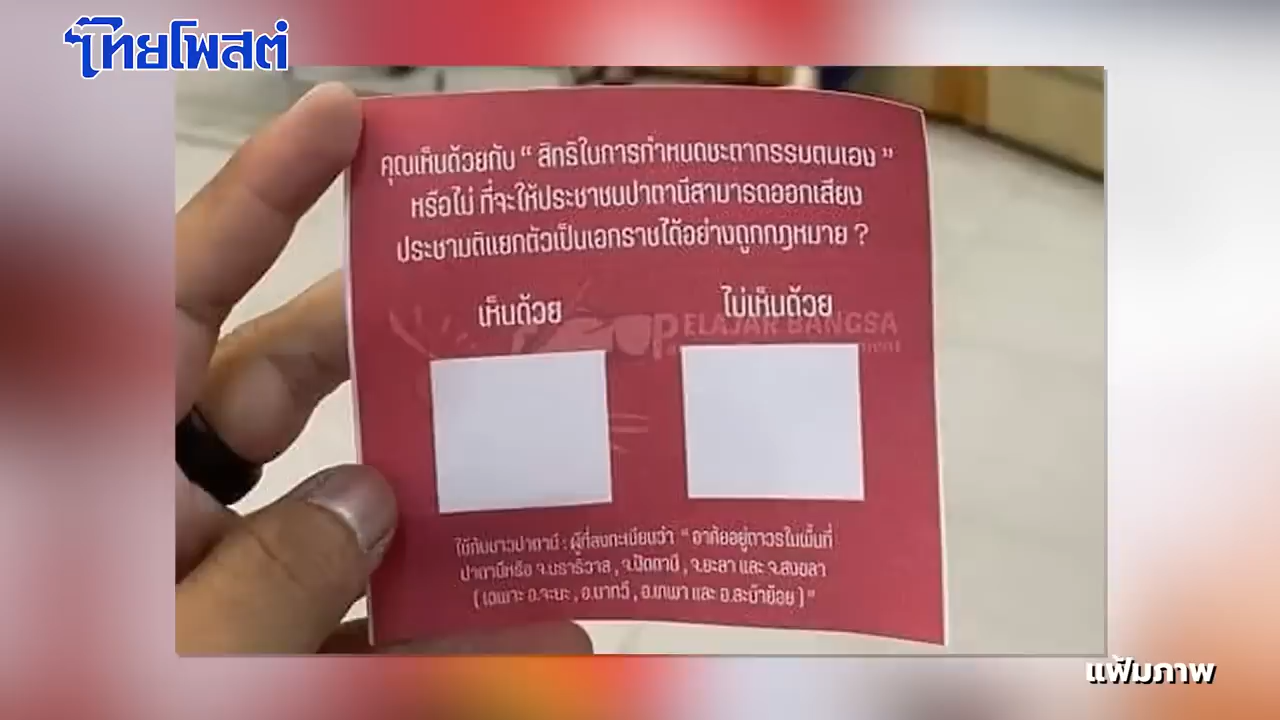 ไทยโพสต์
คุณเห็นด้วยกับ “ สิทธิในการกำหนดชะตากรรมตนเอง ”
หรือไม่ ที่จะให้ประชาชนปาตานีสามารถออกเสียง
ประชามติแยกตัวเป็นเอกราชได้อย่างถูกกฎหมาย ?
เห็นด้วย
ไม่เห็นด้วย
PELAJAR BANGSA
ใช้กับชาวปาตานี : ผู้ที่ลงทะเบียนว่า “ อาศัยอยู่ถาวรในพื้นที่
ปาตานีหรือ จ.นราธิวาส , จ.ปัตตานี , จ.ยะลา และ จ.สงขลา
( เฉพาะ อ.จะนะ , อ.นาทวี , อ.เทพา และ อ.สะบ้าย้อย ) ”
แฟ้มภาพ